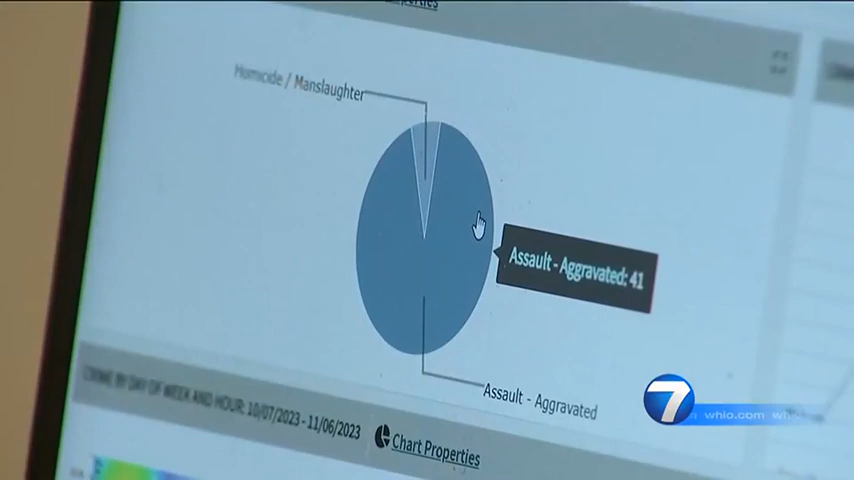 Homicide / Manslaughter
Assault - Aggravated: 41
Assault - Aggravated
CRIME BY DAY OF WEEK AND HOUR: 10/07/2023 - 11/06/2023
Chart Properties
7
whio.com